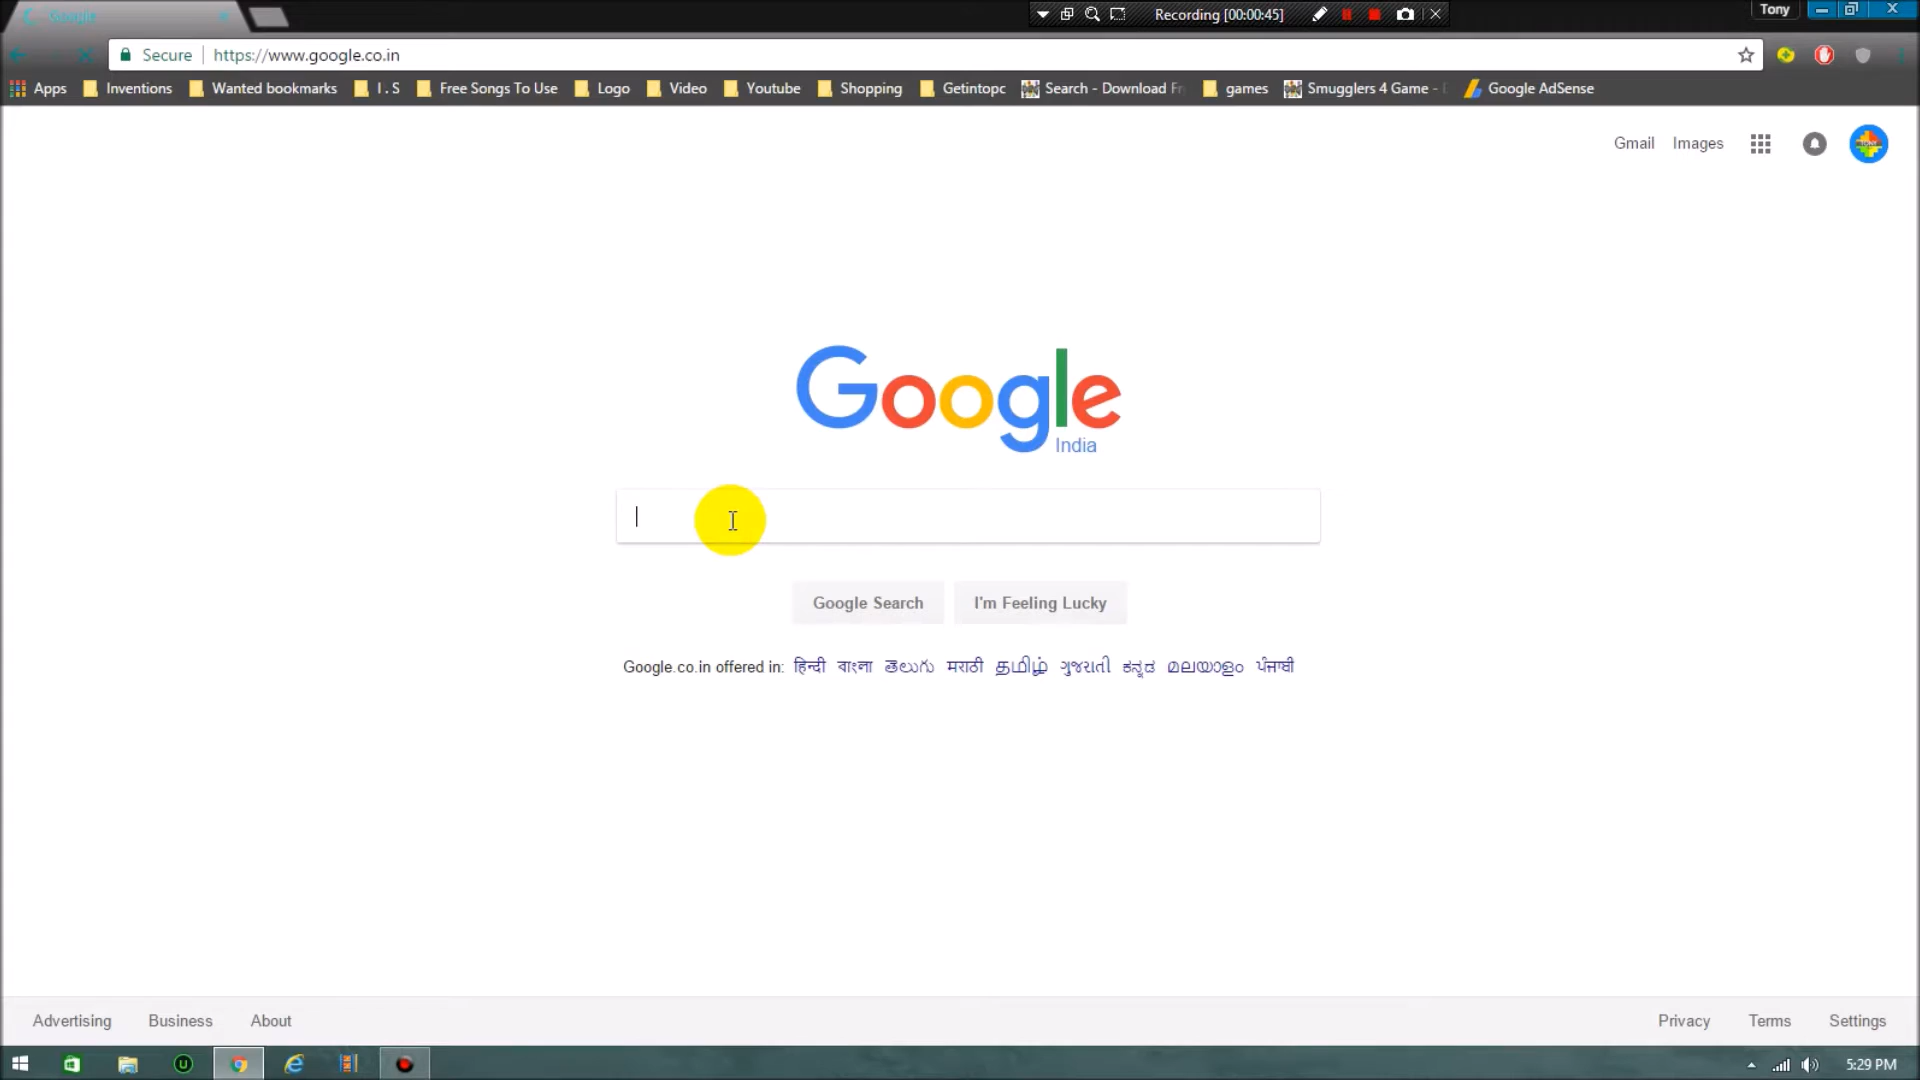 Google
Recording [00:00:45]
Tony
Secure https://www.google.co.in
Apps Inventions Wanted bookmarks I . S Free Songs To Use Logo Video Youtube Shopping Getintopc Search - Download Fr games Smugglers 4 Game - Google AdSense
Gmail Images
Google
India
Google Search I'm Feeling Lucky
Google.co.in offered in: हिन्दी বাংলা తెలుగు मराठी தமிழ் ગુજરાતી ಕನ್ನಡ മലയാളം ਪੰਜਾਬੀ
Advertising Business About Privacy Terms Settings
5:29 PM